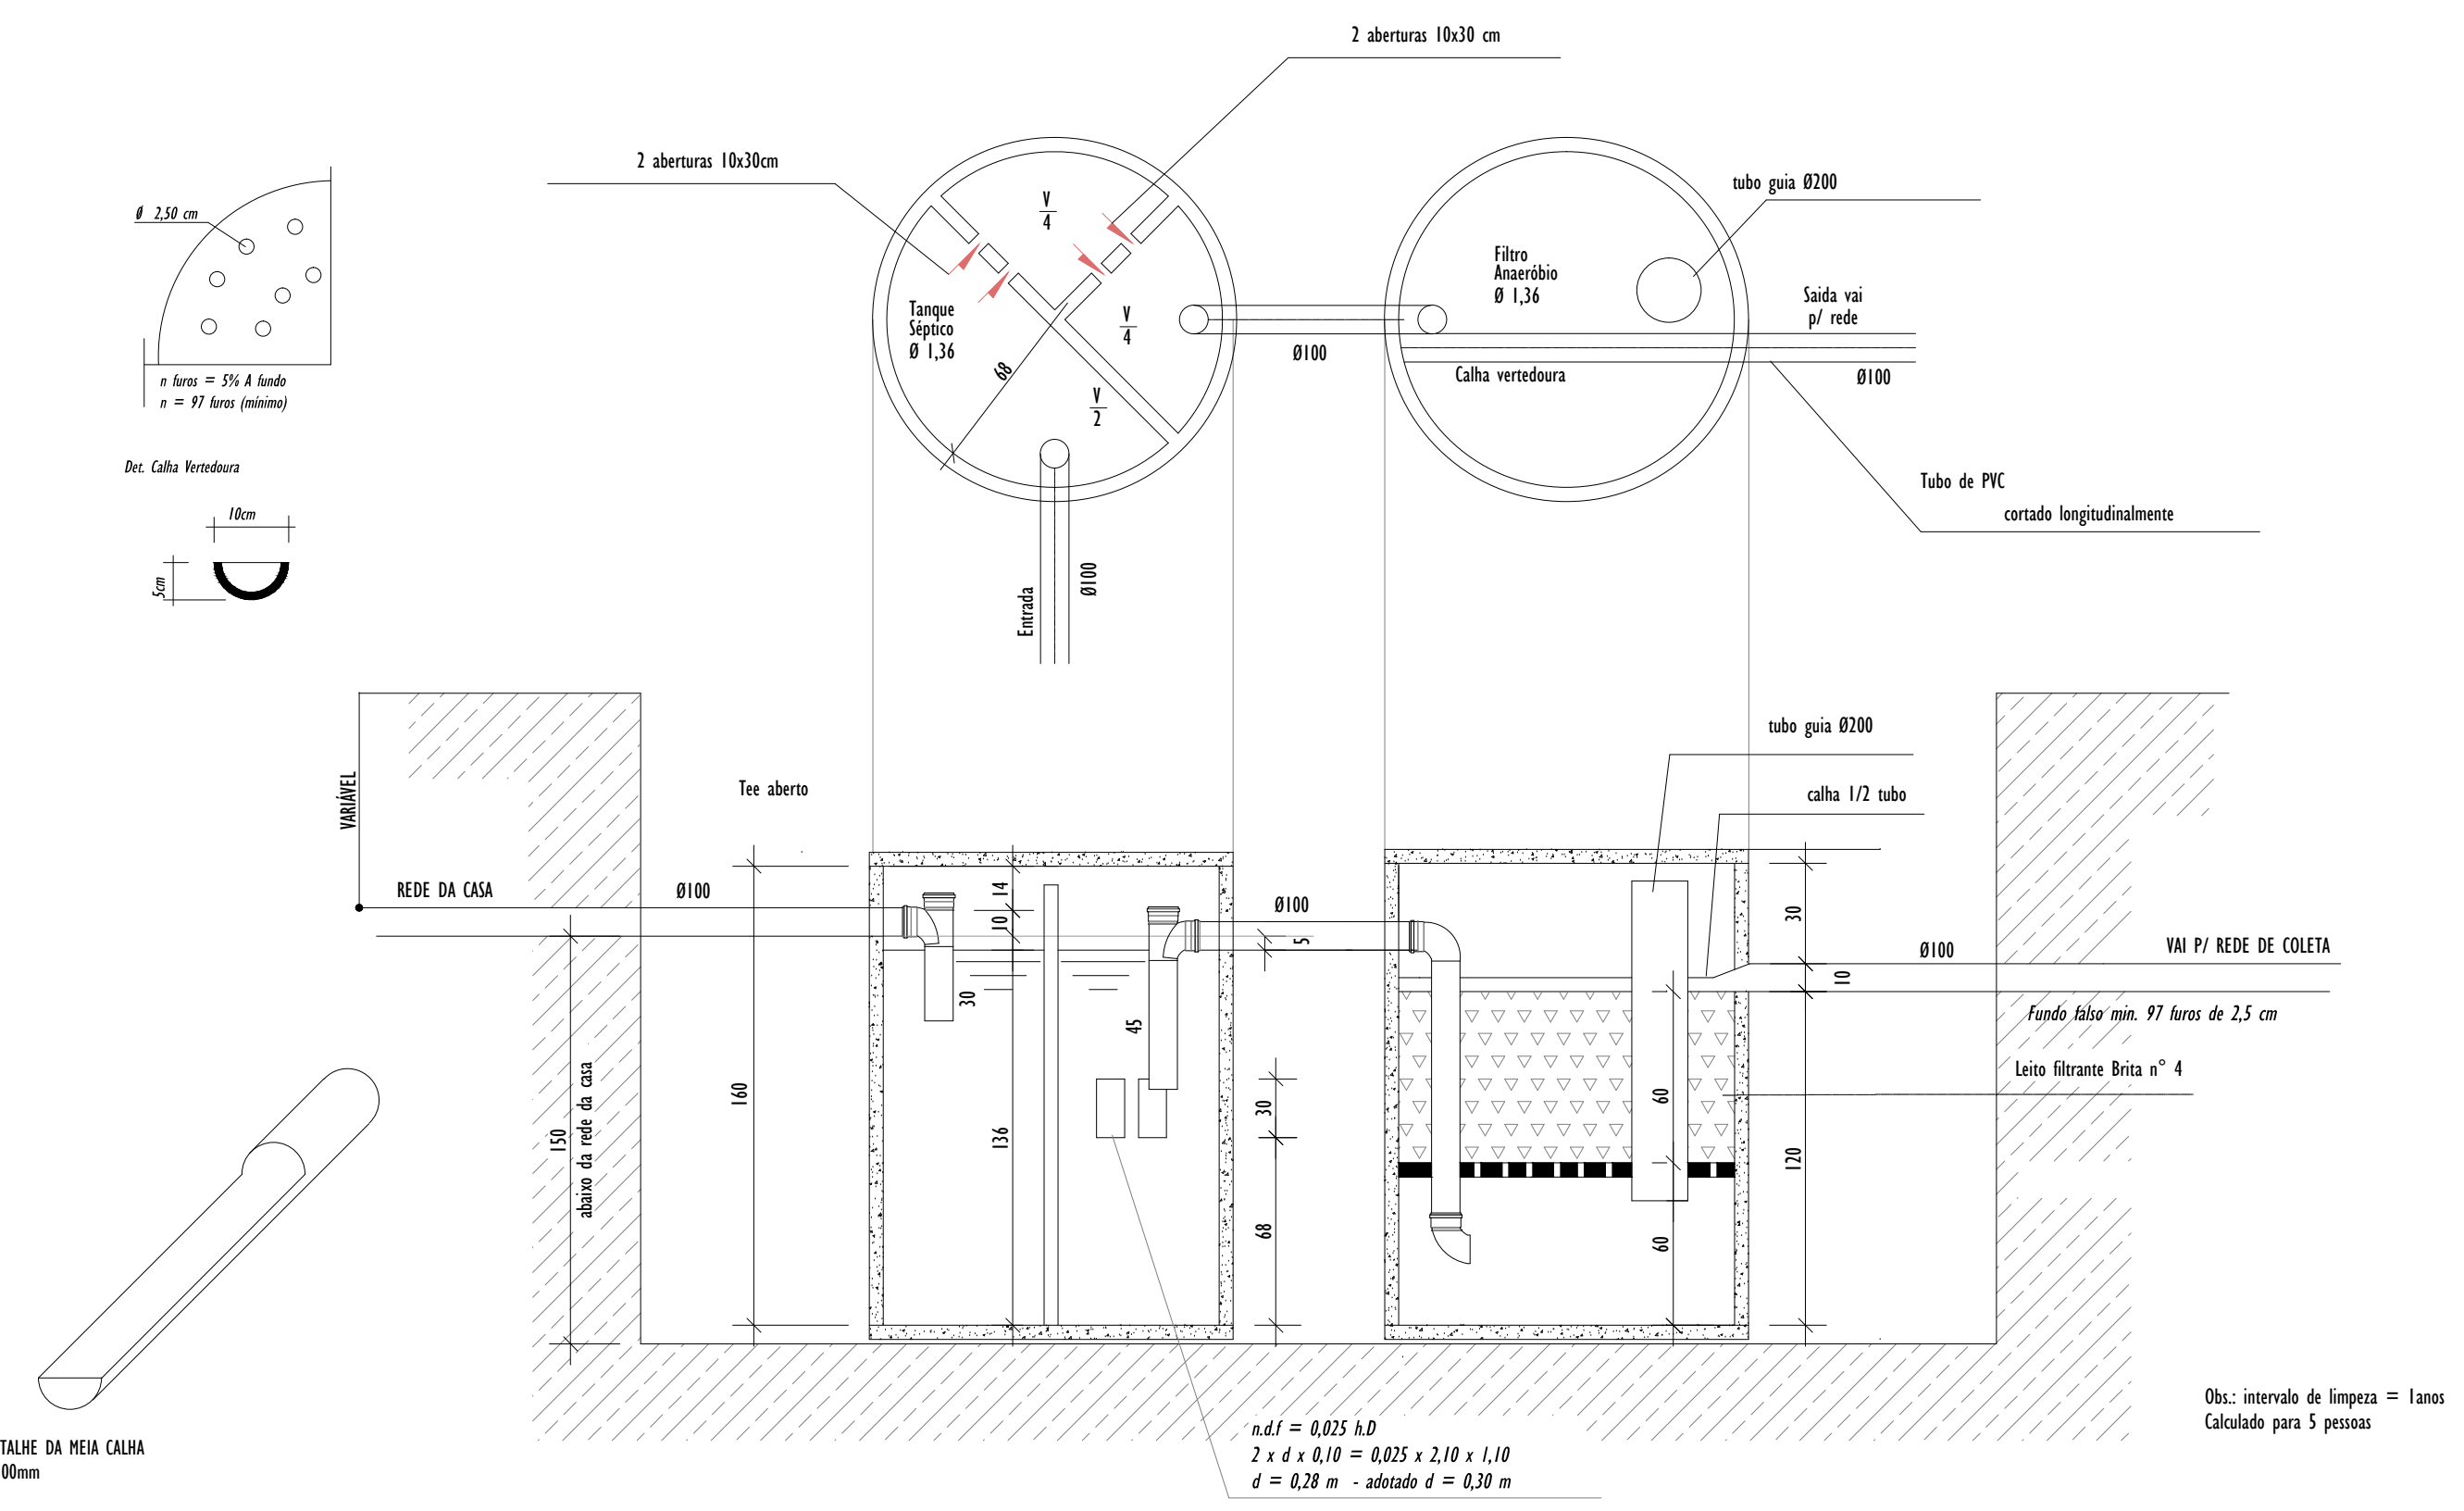 2 aberturas 10x30 cm
2 aberturas 10x30cm
tubo guia Ø200
Ø 2,50 cm
V
4
Filtro
Anaeróbio
Ø 1,36
Saida vai
p/ rede
Tanque
Séptico
Ø 1,36
V
4
68
Ø100
Calha vertedoura
Ø100
n furos = 5% A fundo
n = 97 furos (mínimo)
V
2
Det. Calha Vertedoura
Tubo de PVC
cortado longitudinalmente
10cm
5cm
Entrada
Ø100
tubo guia Ø200
Tee aberto
calha 1/2 tubo
VARIÁVEL
REDE DA CASA
Ø100
14
10
Ø100
5
30
10
Ø100
VAI P/ REDE DE COLETA
30
45
Fundo falso min. 97 furos de 2,5 cm
Leito filtrante Brita n° 4
160
150
abaixo da rede da casa
136
30
68
60
60
120
n.d.f = 0,025 h.D
2 x d x 0,10 = 0,025 x 2,10 x 1,10
d = 0,28 m - adotado d = 0,30 m
Obs.: intervalo de limpeza = 1anos
Calculado para 5 pessoas
TALHE DA MEIA CALHA
00mm